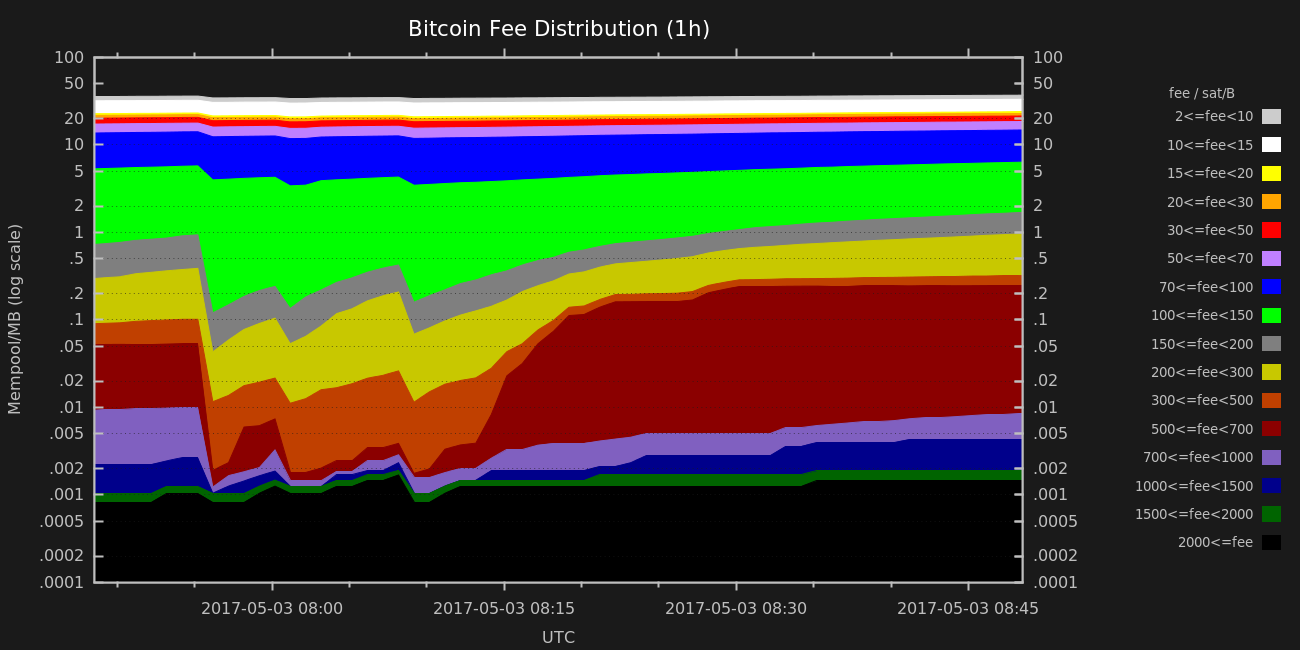 Bitcoin Fee Distribution (1h)
Mempool/MB (log scale)
100
50
20
10
5
2
1
.5
.2
.1
.05
.02
.01
.005
.002
.001
.0005
.0002
.0001
100
50
20
10
5
2
1
.5
.2
.1
.05
.02
.01
.005
.002
.001
.0005
.0002
.0001
2017-05-03 08:00
2017-05-03 08:15
2017-05-03 08:30
2017-05-03 08:45
UTC
fee / sat/B
2<=fee<10
10<=fee<15
15<=fee<20
20<=fee<30
30<=fee<50
50<=fee<70
70<=fee<100
100<=fee<150
150<=fee<200
200<=fee<300
300<=fee<500
500<=fee<700
700<=fee<1000
1000<=fee<1500
1500<=fee<2000
2000<=fee